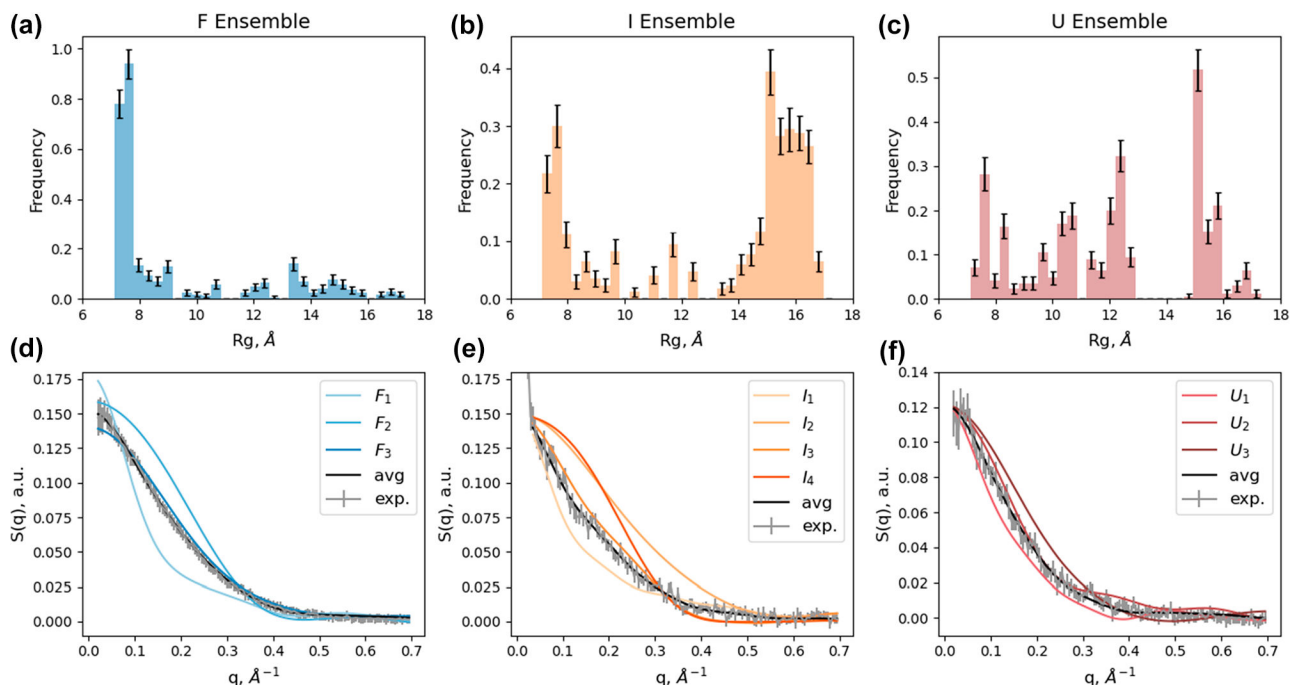 (a)
F Ensemble
1.0
0.8
0.6
0.4
0.2
0.0
Frequency
6 8 10 12 14 16 18
Rg, Å
(b)
I Ensemble
0.4
0.3
0.2
0.1
0.0
Frequency
6 8 10 12 14 16 18
Rg, Å
(c)
U Ensemble
0.5
0.4
0.3
0.2
0.1
0.0
Frequency
6 8 10 12 14 16 18
Rg, Å
(d)
0.175
0.150
0.125
0.100
0.075
0.050
0.025
0.000
S(q), a.u.
F₁
F₂
F₃
avg
exp.
0.0 0.1 0.2 0.3 0.4 0.5 0.6 0.7
q, Å⁻¹
(e)
0.175
0.150
0.125
0.100
0.075
0.050
0.025
0.000
S(q), a.u.
I₁
I₂
I₃
I₄
avg
exp.
0.0 0.1 0.2 0.3 0.4 0.5 0.6 0.7
q, Å⁻¹
(f)
0.14
0.12
0.10
0.08
0.06
0.04
0.02
0.00
S(q), a.u.
U₁
U₂
U₃
avg
exp.
0.0 0.1 0.2 0.3 0.4 0.5 0.6 0.7
q, Å⁻¹